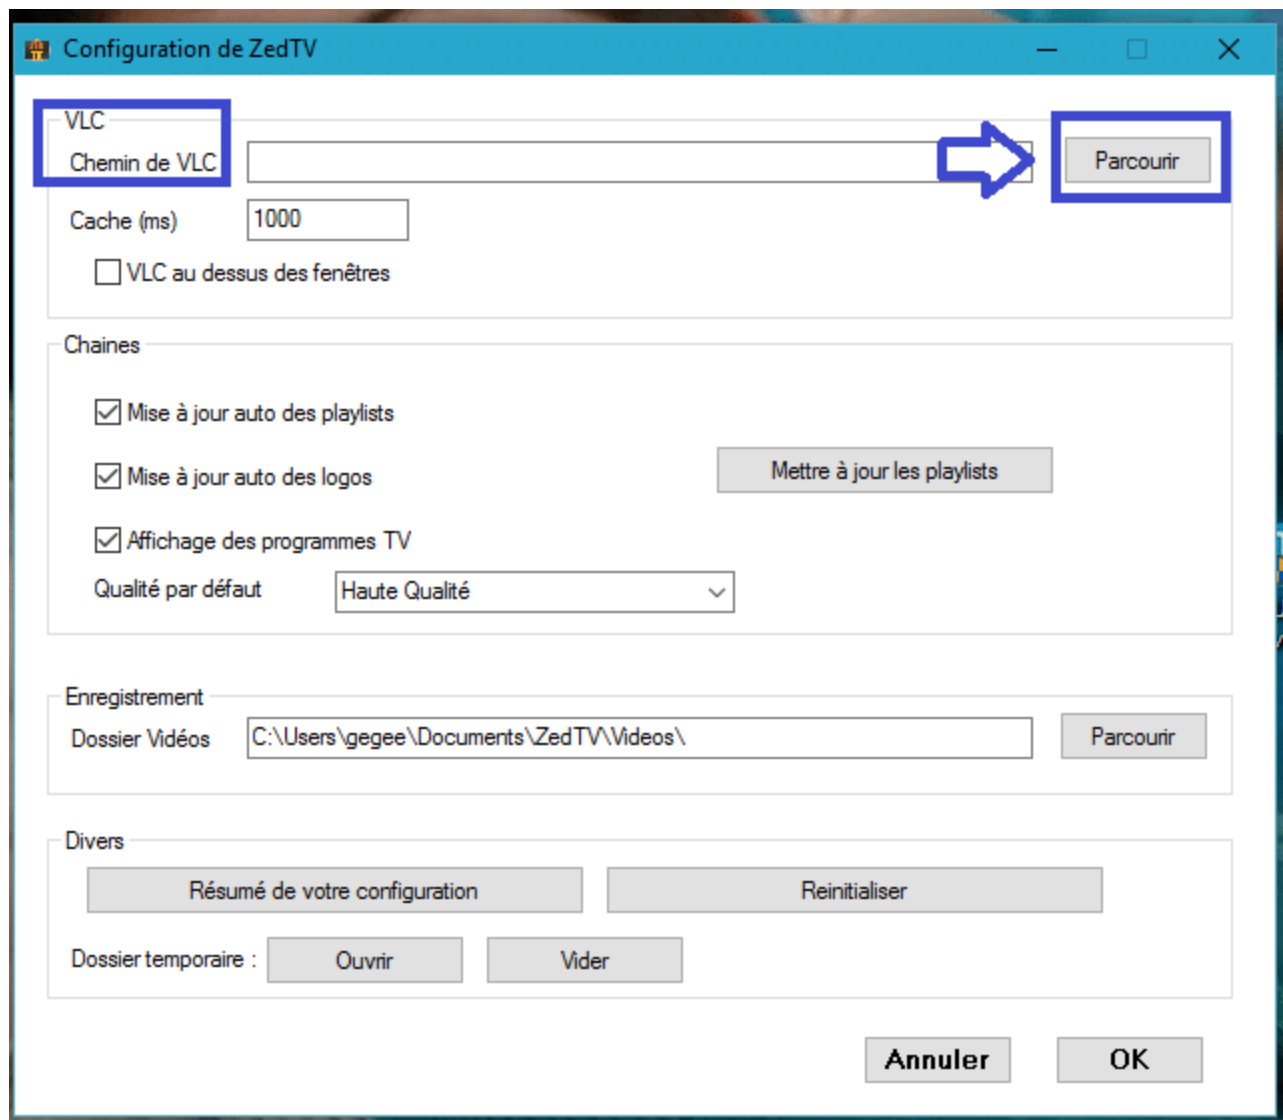 Configuration de ZedTV
VLC
Chemin de VLC
Parcourir
Cache (ms)
1000
VLC au dessus des fenêtres
Chaines
Mise à jour auto des playlists
Mise à jour auto des logos
Mettre à jour les playlists
Affichage des programmes TV
Qualité par défaut
Haute Qualité
Enregistrement
Dossier Vidéos
C:\Users\gegee\Documents\ZedTV\Videos\
Parcourir
Divers
Résumé de votre configuration
Reinitialiser
Dossier temporaire :
Ouvrir
Vider
Annuler
OK